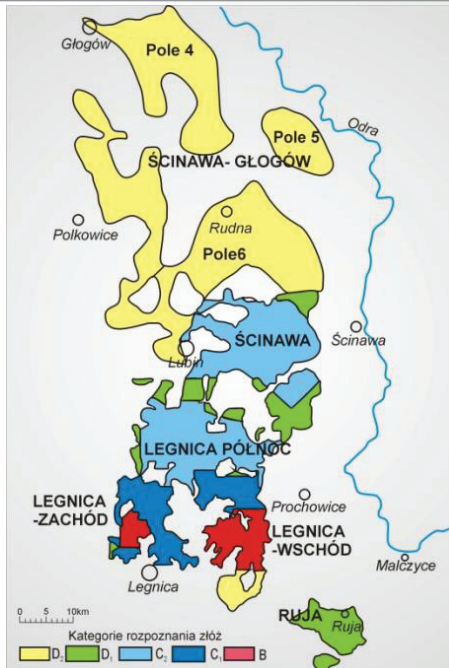 Głogów
Pole 4
Odra
Pole 5
ŚCINAWA- GŁOGÓW
Polkowice
Rudna
Pole6
ŚCINAWA
Ścinawa
Lubin
LEGNICA PÓŁNOC
LEGNICA
-ZACHÓD
Prochowice
LEGNICA
-WSCHÓD
Legnica
Malczyce
RUJA
Ruja
0 5 10km
Kategorie rozpoznania złóż
D₂ D₁ C₂ C₁ B